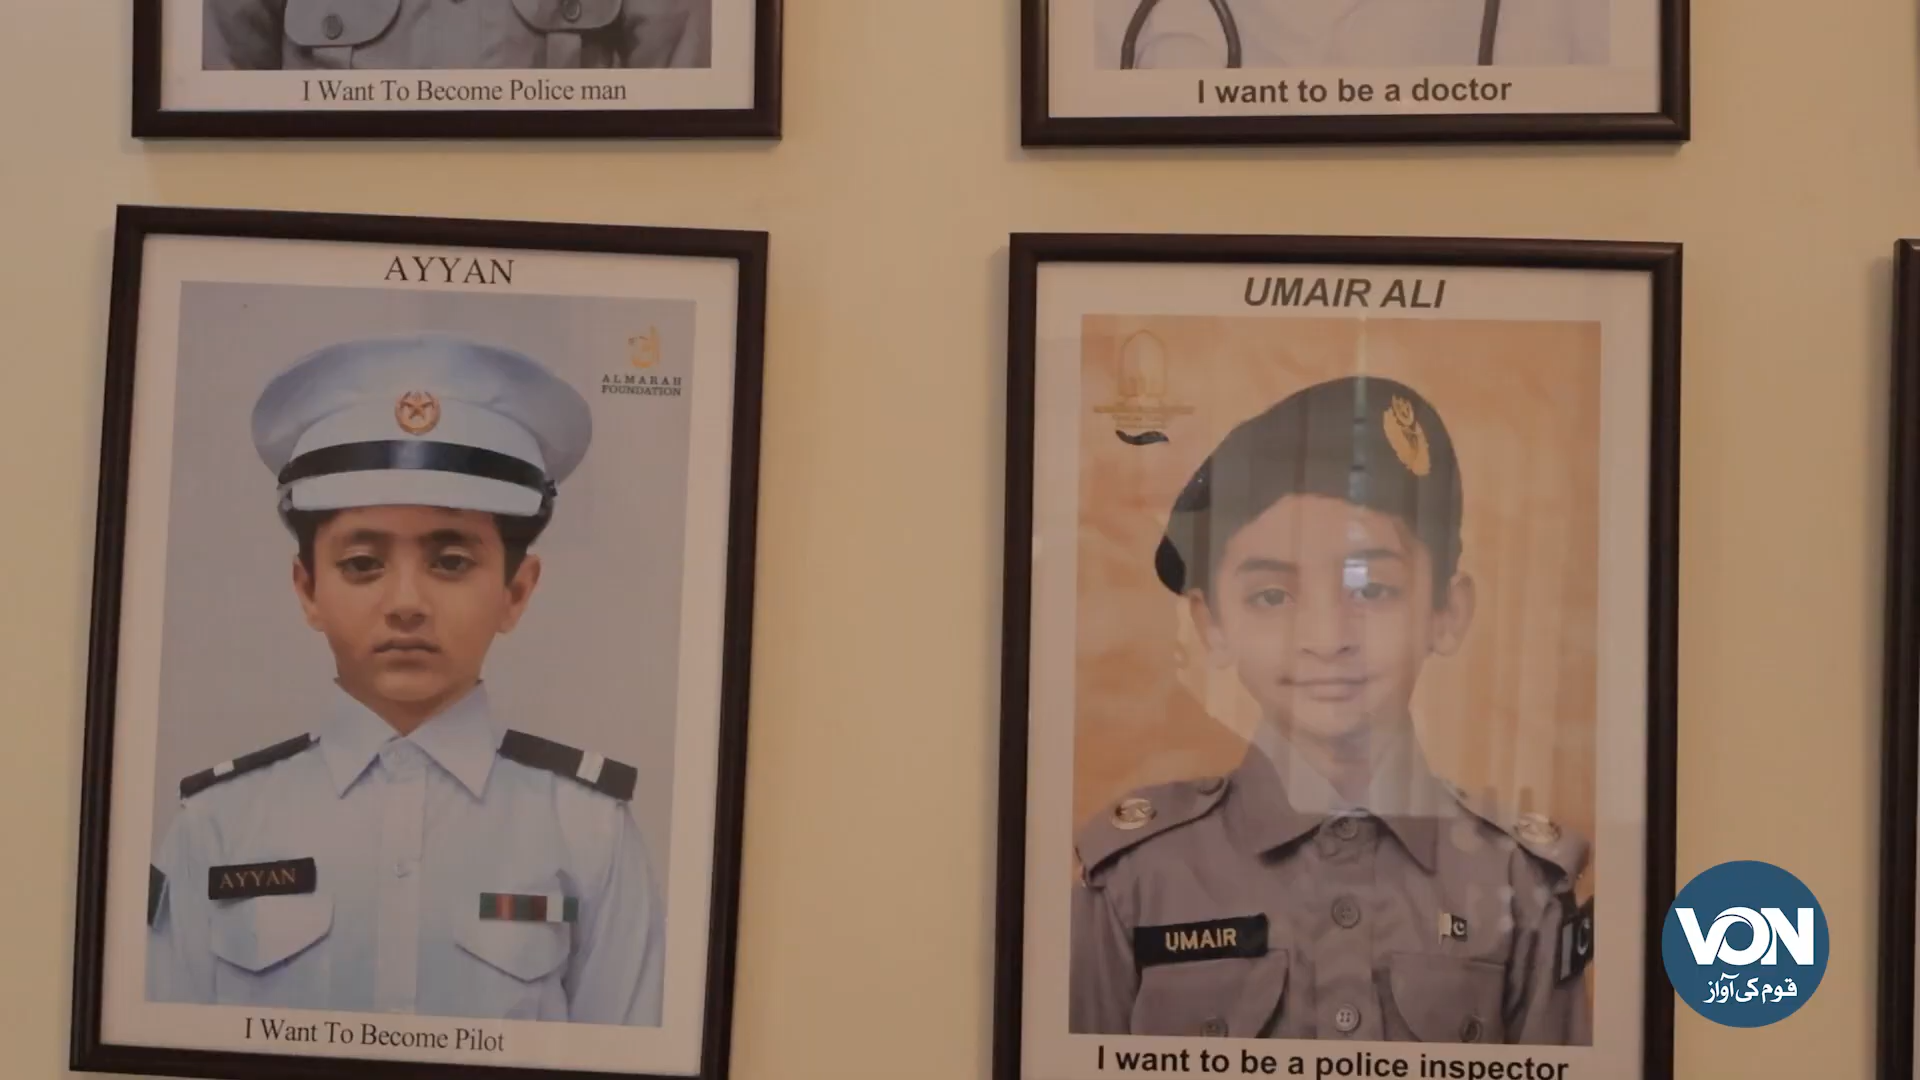 I Want To Become Police man
I want to be a doctor
AYYAN
ALMARAH
FOUNDATION
AYYAN
I Want To Become Pilot
UMAIR ALI
UMAIR
I want to be a police inspector
VON
قوم کی آواز